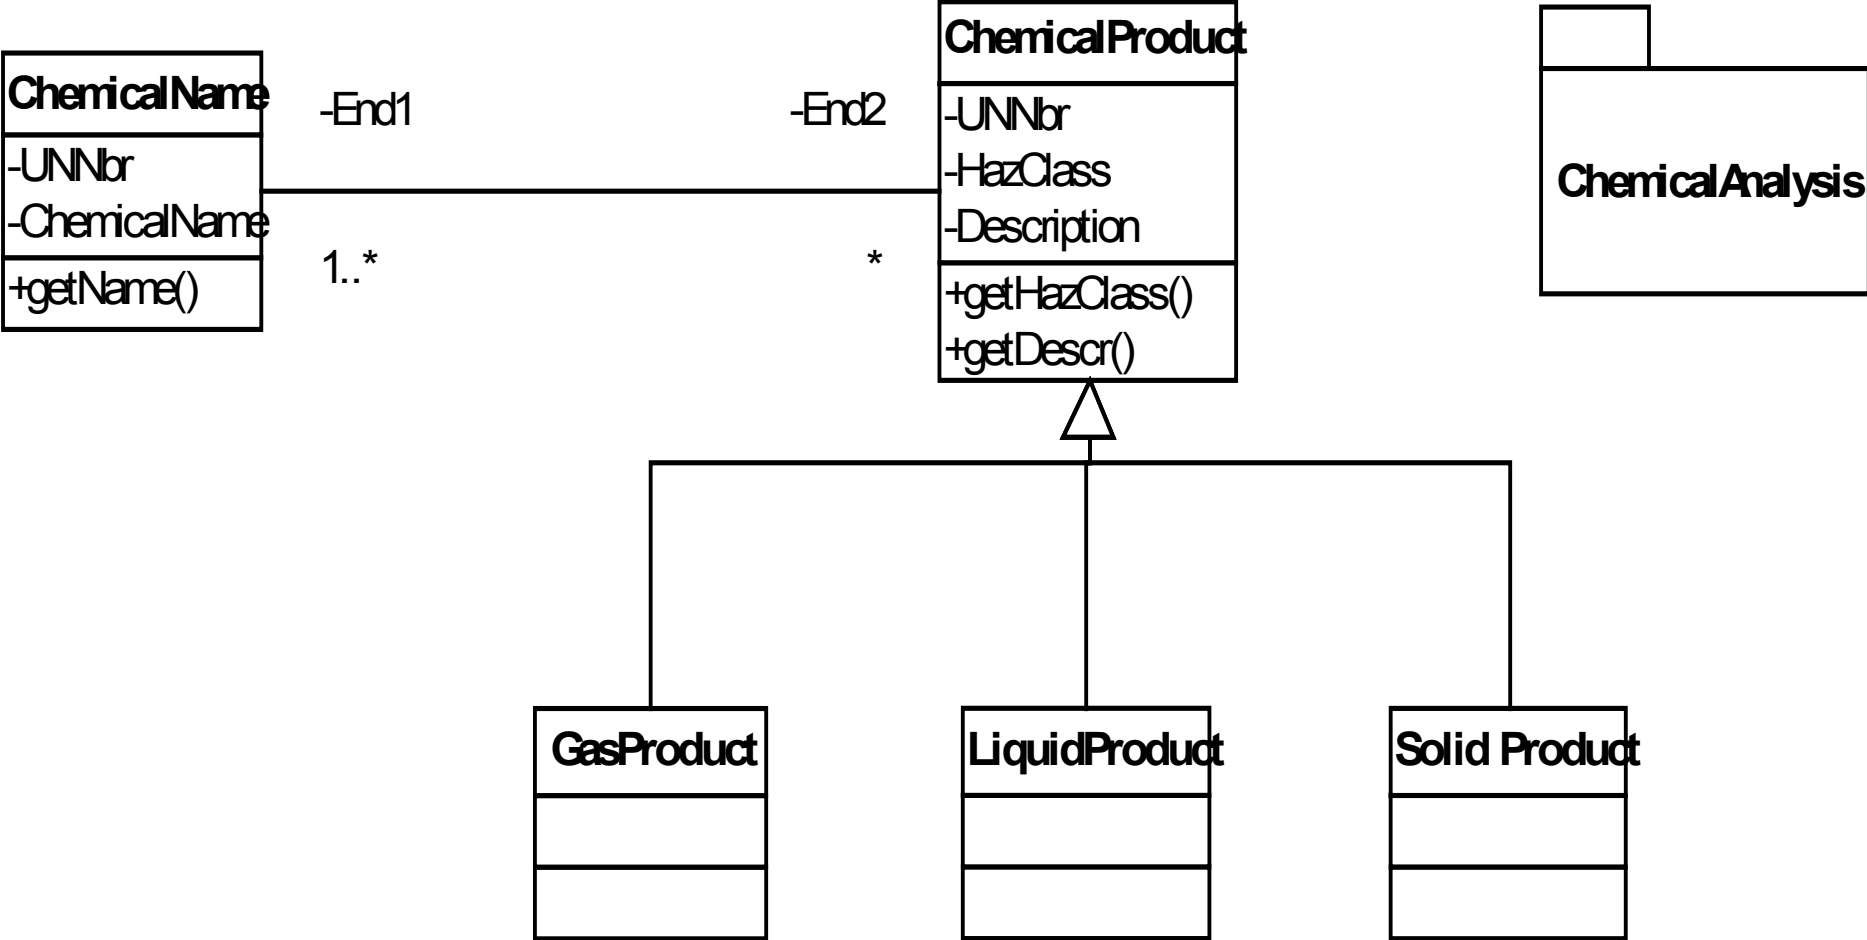 ChemicalName
-UNNbr
-ChemicalName
+getName()
-End1
1..*
-End2
*
ChemicalProduct
-UNNbr
-HazClass
-Description
+getHazClass()
+getDescr()
ChemicalAnalysis
GasProduct
LiquidProduct
Solid Product